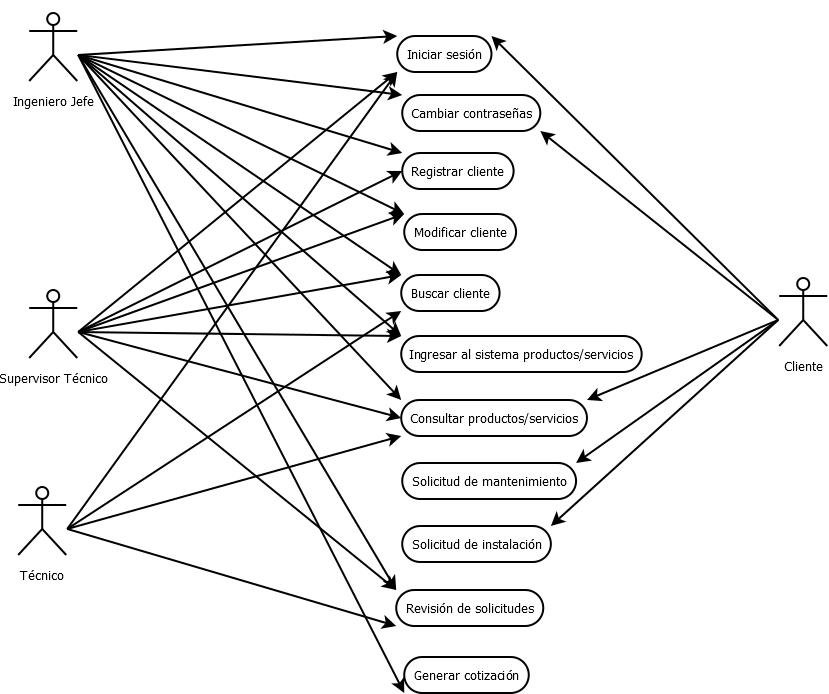 Ingeniero Jefe
Iniciar sesión
Cambiar contraseñas
Registrar cliente
Modificar cliente
Buscar cliente
Ingresar al sistema productos/servicios
Supervisor Técnico
Cliente
Consultar productos/servicios
Solicitud de mantenimiento
Solicitud de instalación
Técnico
Revisión de solicitudes
Generar cotización